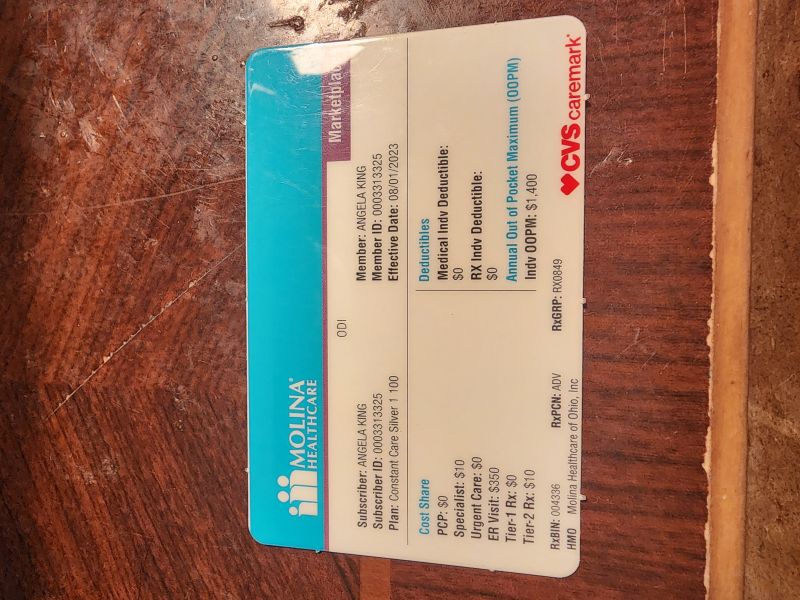 MOLINA®
HEALTHCARE
Marketplac
ODI
Subscriber: ANGELA KING
Subscriber ID: 0003313325
Plan: Constant Care Silver 1 100
Member: ANGELA KING
Member ID: 0003313325
Effective Date: 08/01/2023
Cost Share
PCP: $0
Specialist: $10
Urgent Care: $0
ER Visit: $350
Tier-1 Rx: $0
Tier-2 Rx: $10
Deductibles
Medical Indv Deductible:
$0
RX Indv Deductible:
$0
Annual Out of Pocket Maximum (OOPM)
Indv OOPM: $1,400
RxBIN: 004336 RxPCN: ADV RxGRP: RX0849
HMO Molina Healthcare of Ohio, Inc
CVS caremark®